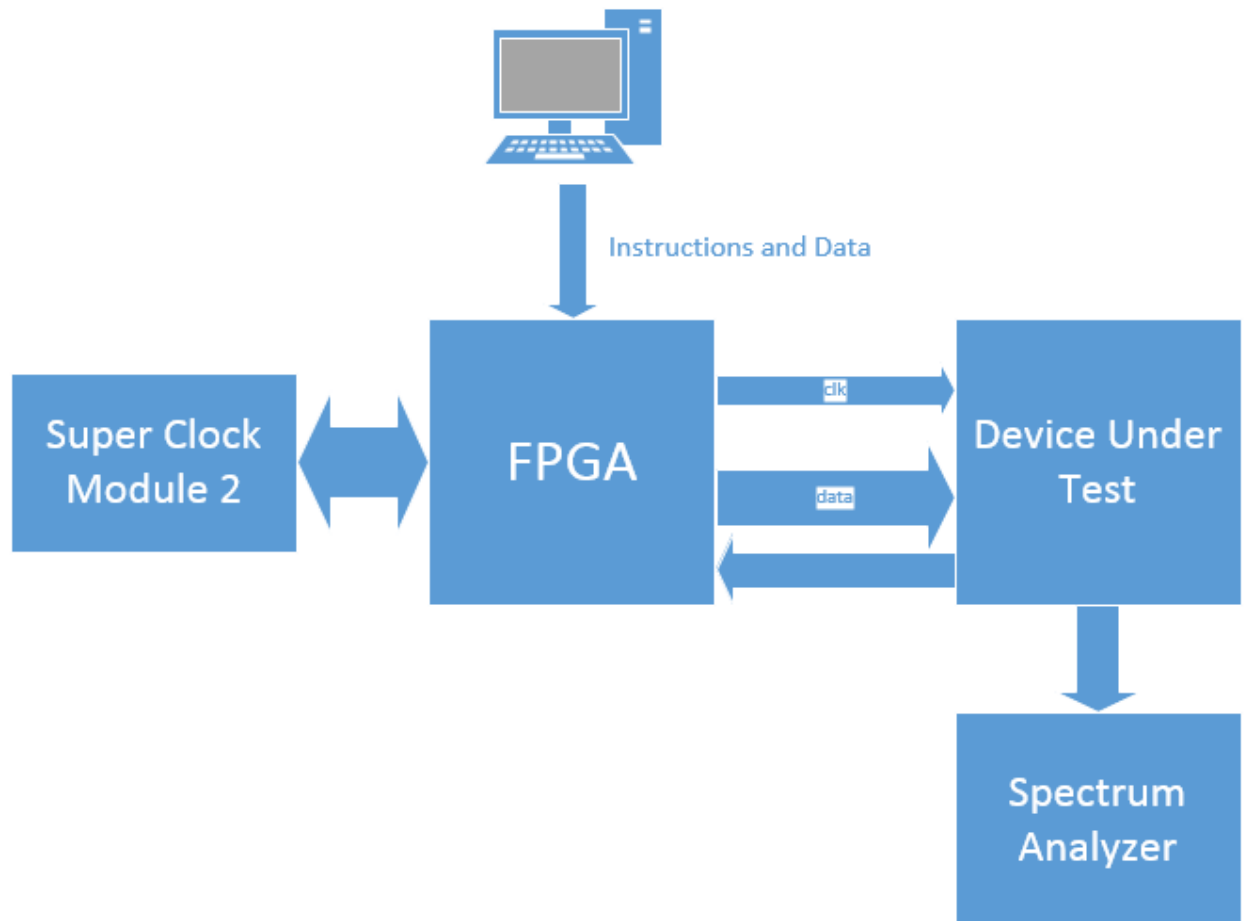 Instructions and Data
Super Clock
Module 2
FPGA
clk
data
Device Under
Test
Spectrum
Analyzer